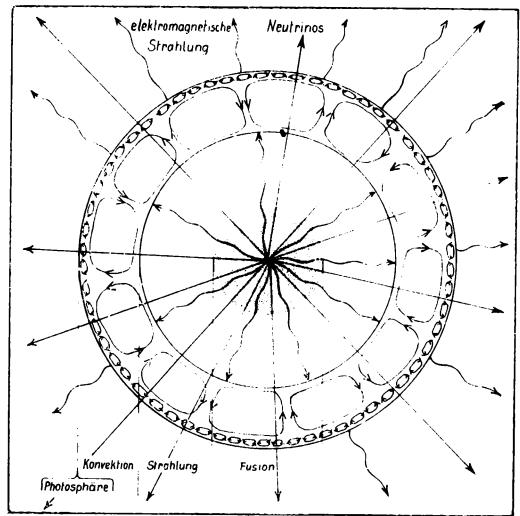 elektromagnetische
Strahlung
Neutrinos
Konvektion
Strahlung
Fusion
Photosphäre